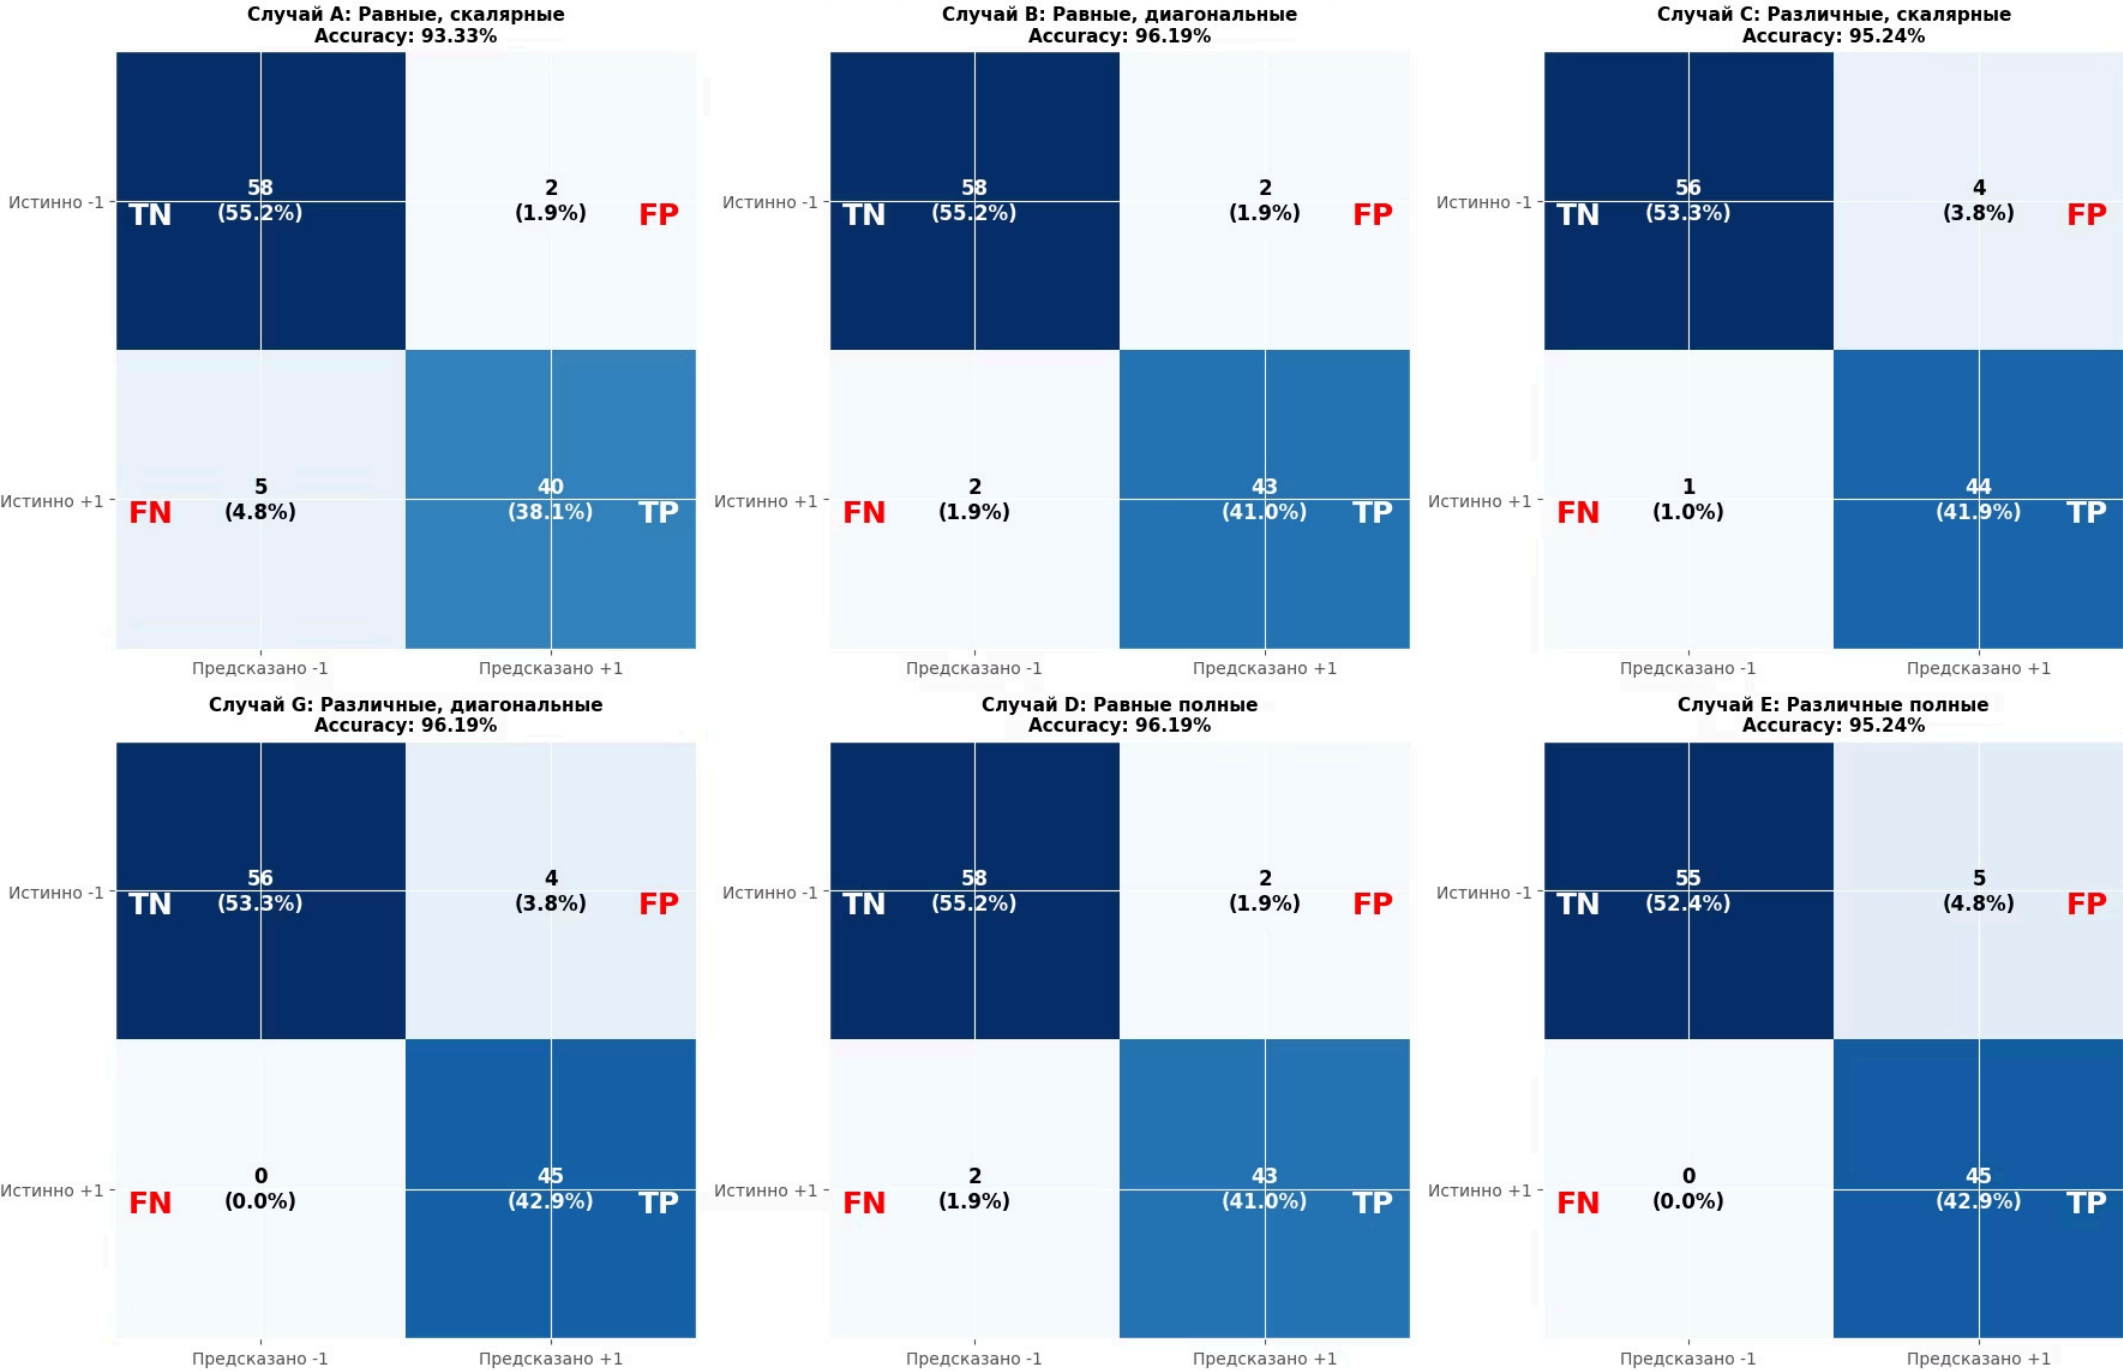 Случай A: Равные, скалярные
Accuracy: 93.33%
Истинно -1
TN
58
(55.2%)
2
(1.9%)
FP
Истинно +1
FN
5
(4.8%)
40
(38.1%)
TP
Предсказано -1
Предсказано +1
Случай B: Равные, диагональные
Accuracy: 96.19%
Истинно -1
TN
58
(55.2%)
2
(1.9%)
FP
Истинно +1
FN
2
(1.9%)
43
(41.0%)
TP
Предсказано -1
Предсказано +1
Случай C: Различные, скалярные
Accuracy: 95.24%
Истинно -1
TN
56
(53.3%)
4
(3.8%)
FP
Истинно +1
FN
1
(1.0%)
44
(41.9%)
TP
Предсказано -1
Предсказано +1
Случай G: Различные, диагональные
Accuracy: 96.19%
Истинно -1
TN
56
(53.3%)
4
(3.8%)
FP
Истинно +1
FN
0
(0.0%)
45
(42.9%)
TP
Предсказано -1
Предсказано +1
Случай D: Равные полные
Accuracy: 96.19%
Истинно -1
TN
58
(55.2%)
2
(1.9%)
FP
Истинно +1
FN
2
(1.9%)
43
(41.0%)
TP
Предсказано -1
Предсказано +1
Случай E: Различные полные
Accuracy: 95.24%
Истинно -1
TN
55
(52.4%)
5
(4.8%)
FP
Истинно +1
FN
0
(0.0%)
45
(42.9%)
TP
Предсказано -1
Предсказано +1